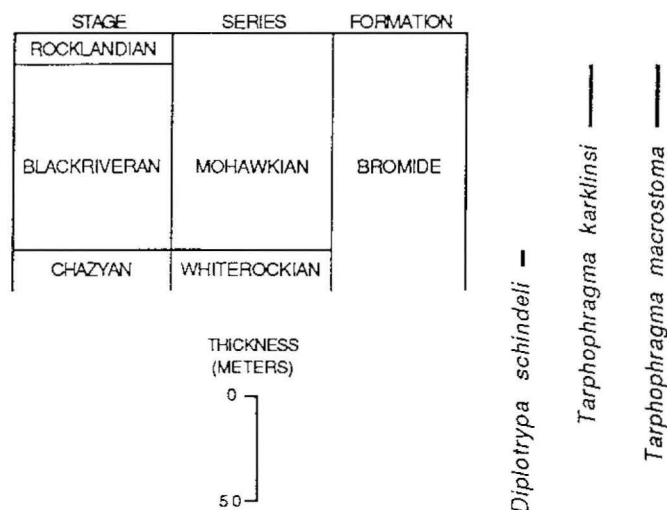 STAGE SERIES FORMATION
ROCKLANDIAN
BLACKRIVERAN MOHAWKIAN BROMIDE
CHAZYAN WHITEROCKIAN
THICKNESS
(METERS)
0
50
Diplotrypa schindeli
Tarphophragma karklinsi
Tarphophragma macrostoma